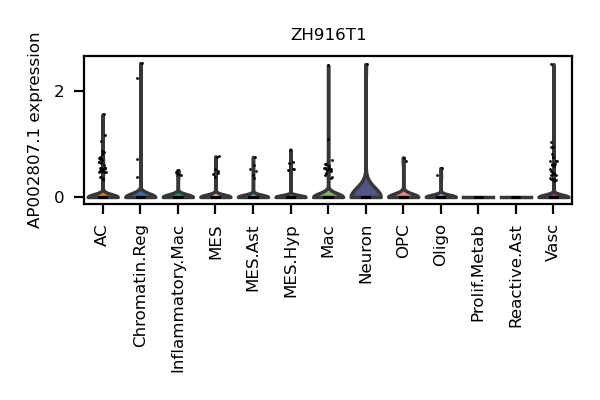 ZH916T1
AP002807.1 expression
2
0
AC
Chromatin.Reg
Inflammatory.Mac
MES
MES.Ast
MES.Hyp
Mac
Neuron
OPC
Oligo
Prolif.Metab
Reactive.Ast
Vasc